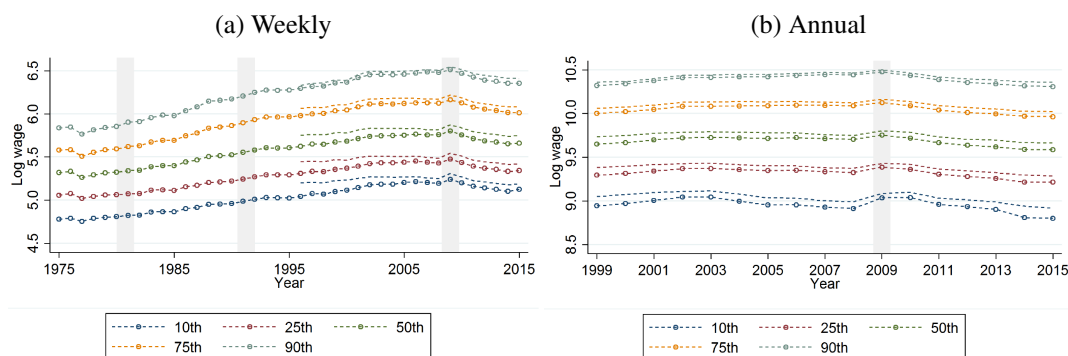 (a) Weekly
Log wage
6.5
6.0
5.5
5.0
4.5
1975 1985 1995 2005 2015
Year
10th 25th 50th
75th 90th
(b) Annual
Log wage
10.5
10.0
9.5
9.0
8.5
1999 2001 2003 2005 2007 2009 2011 2013 2015
Year
10th 25th 50th
75th 90th